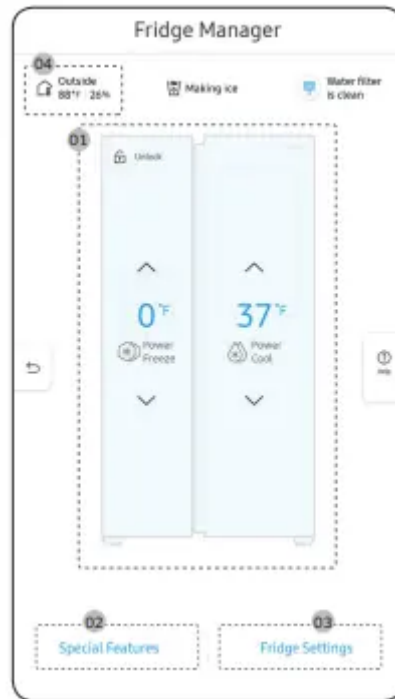 Fridge Manager
04
Outside
88°F 26%
Making ice
Water filter
is clean
01
Unlock
0°F
37°F
Power
Freeze
Power
Cool
Help
02
03
Special Features
Fridge Settings